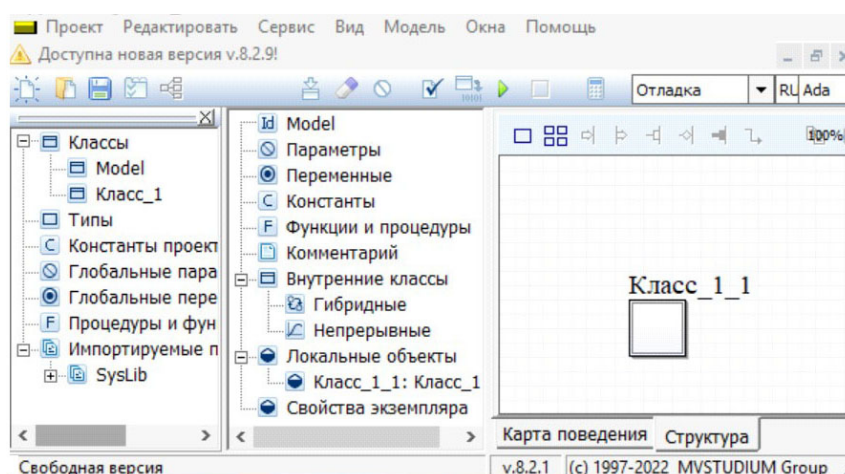 Проект Редактировать Сервис Вид Модель Окна Помощь
Доступна новая версия v.8.2.9!
Отладка RU Ada
Классы
Model
Класс_1
Типы
Константы проект
Глобальные пара
Глобальные пере
Процедуры и фун
Импортируемые п
SysLib
Id Model
Параметры
Переменные
C Константы
F Функции и процедуры
Комментарий
Внутренние классы
Гибридные
Непрерывные
Локальные объекты
Класс_1_1: Класс_1
Свойства экземпляра
100%
Класс_1_1
Карта поведения Структура
Свободная версия v.8.2.1 (c) 1997-2022 MVSTUDIUM Group